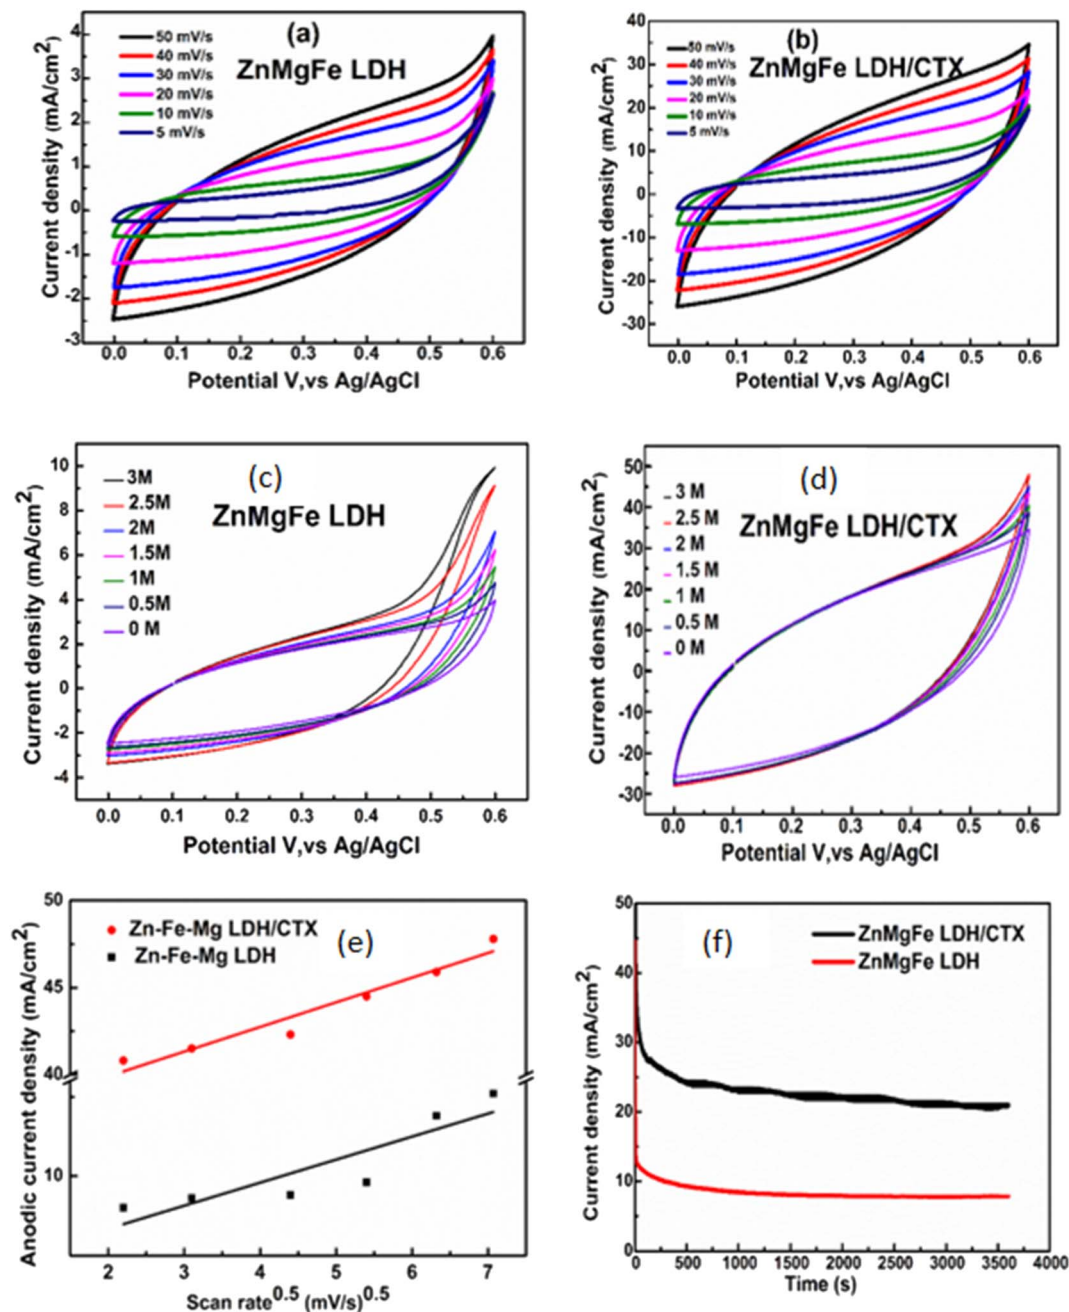 (a)
ZnMgFe LDH
50 mV/s
40 mV/s
30 mV/s
20 mV/s
10 mV/s
5 mV/s
Current density (mA/cm2)
4
3
2
1
0
-1
-2
-3
0.0 0.1 0.2 0.3 0.4 0.5 0.6
Potential V,vs Ag/AgCl
(b)
ZnMgFe LDH/CTX
50 mV/s
40 mV/s
30 mV/s
20 mV/s
10 mV/s
5 mV/s
Current density (mA/cm2)
40
30
20
10
0
-10
-20
-30
0.0 0.1 0.2 0.3 0.4 0.5 0.6
Potential V,vs Ag/AgCl
(c)
ZnMgFe LDH
3M
2.5M
2M
1.5M
1M
0.5M
0 M
Current density (mA/cm2)
10
8
6
4
2
0
-2
-4
0.0 0.1 0.2 0.3 0.4 0.5 0.6
Potential V,vs Ag/AgCl
(d)
ZnMgFe LDH/CTX
3 M
2.5 M
2 M
1.5 M
1 M
0.5 M
0 M
Current density (mA/cm2)
50
40
30
20
10
0
-10
-20
-30
0.0 0.1 0.2 0.3 0.4 0.5 0.6
Potential V,vs Ag/AgCl
(e)
Zn-Fe-Mg LDH/CTX
Zn-Fe-Mg LDH
Anodic current density (mA/cm2)
50
45
40
10
2 3 4 5 6 7
Scan rate0.5 (mV/s)0.5
(f)
ZnMgFe LDH/CTX
ZnMgFe LDH
Current density (mA/cm2)
50
40
30
20
10
0
0 500 1000 1500 2000 2500 3000 3500 4000
Time (s)